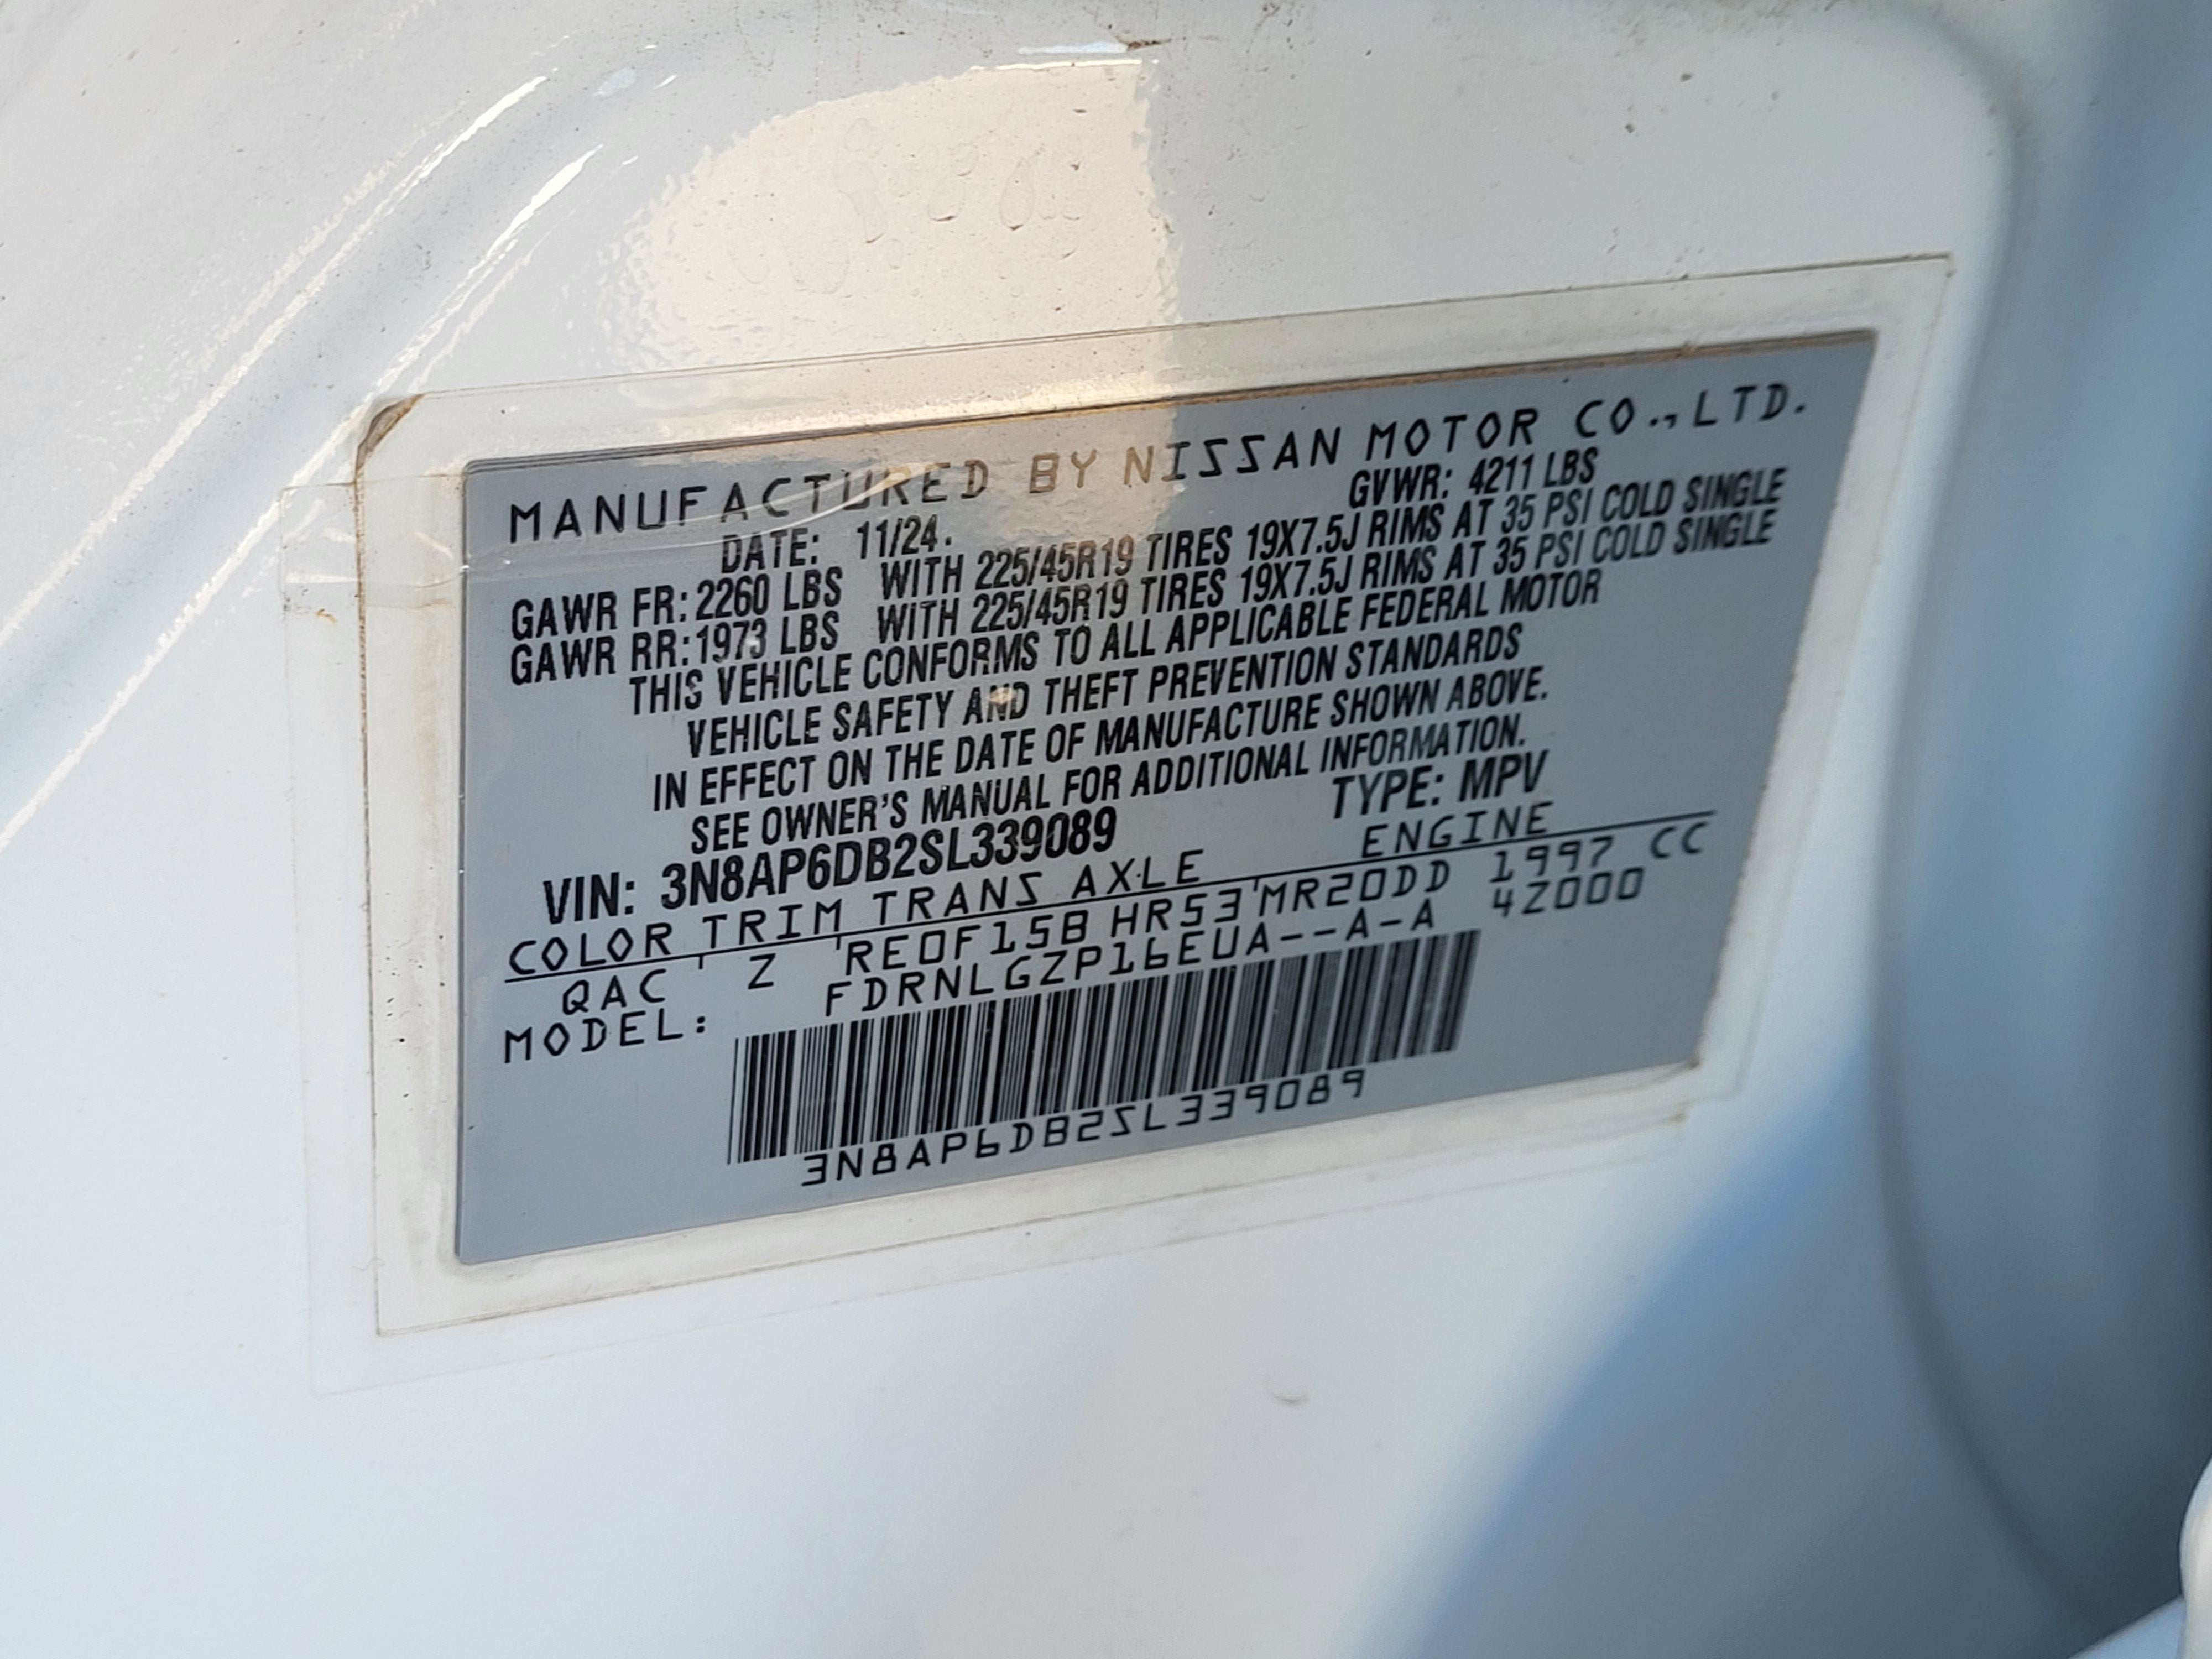 MANUFACTURED BY NISSAN MOTOR CO.,LTD.
DATE: 11/24. GVWR: 4211 LBS
GAWR FR: 2260 LBS WITH 225/45R19 TIRES 19X7.5J RIMS AT 35 PSI COLD SINGLE
GAWR RR: 1973 LBS WITH 225/45R19 TIRES 19X7.5J RIMS AT 35 PSI COLD SINGLE
THIS VEHICLE CONFORMS TO ALL APPLICABLE FEDERAL MOTOR
VEHICLE SAFETY AND THEFT PREVENTION STANDARDS
IN EFFECT ON THE DATE OF MANUFACTURE SHOWN ABOVE.
SEE OWNER'S MANUAL FOR ADDITIONAL INFORMATION.
VIN: 3N8AP6DB2SL339089 TYPE: MPV
COLOR TRIM TRANS AXLE ENGINE
QAC Z RE0F15B HR53 MR20DD 1997 CC
MODEL: FDRNLGZP16EUA--A-A 4Z000
3N8AP6DB2SL339089